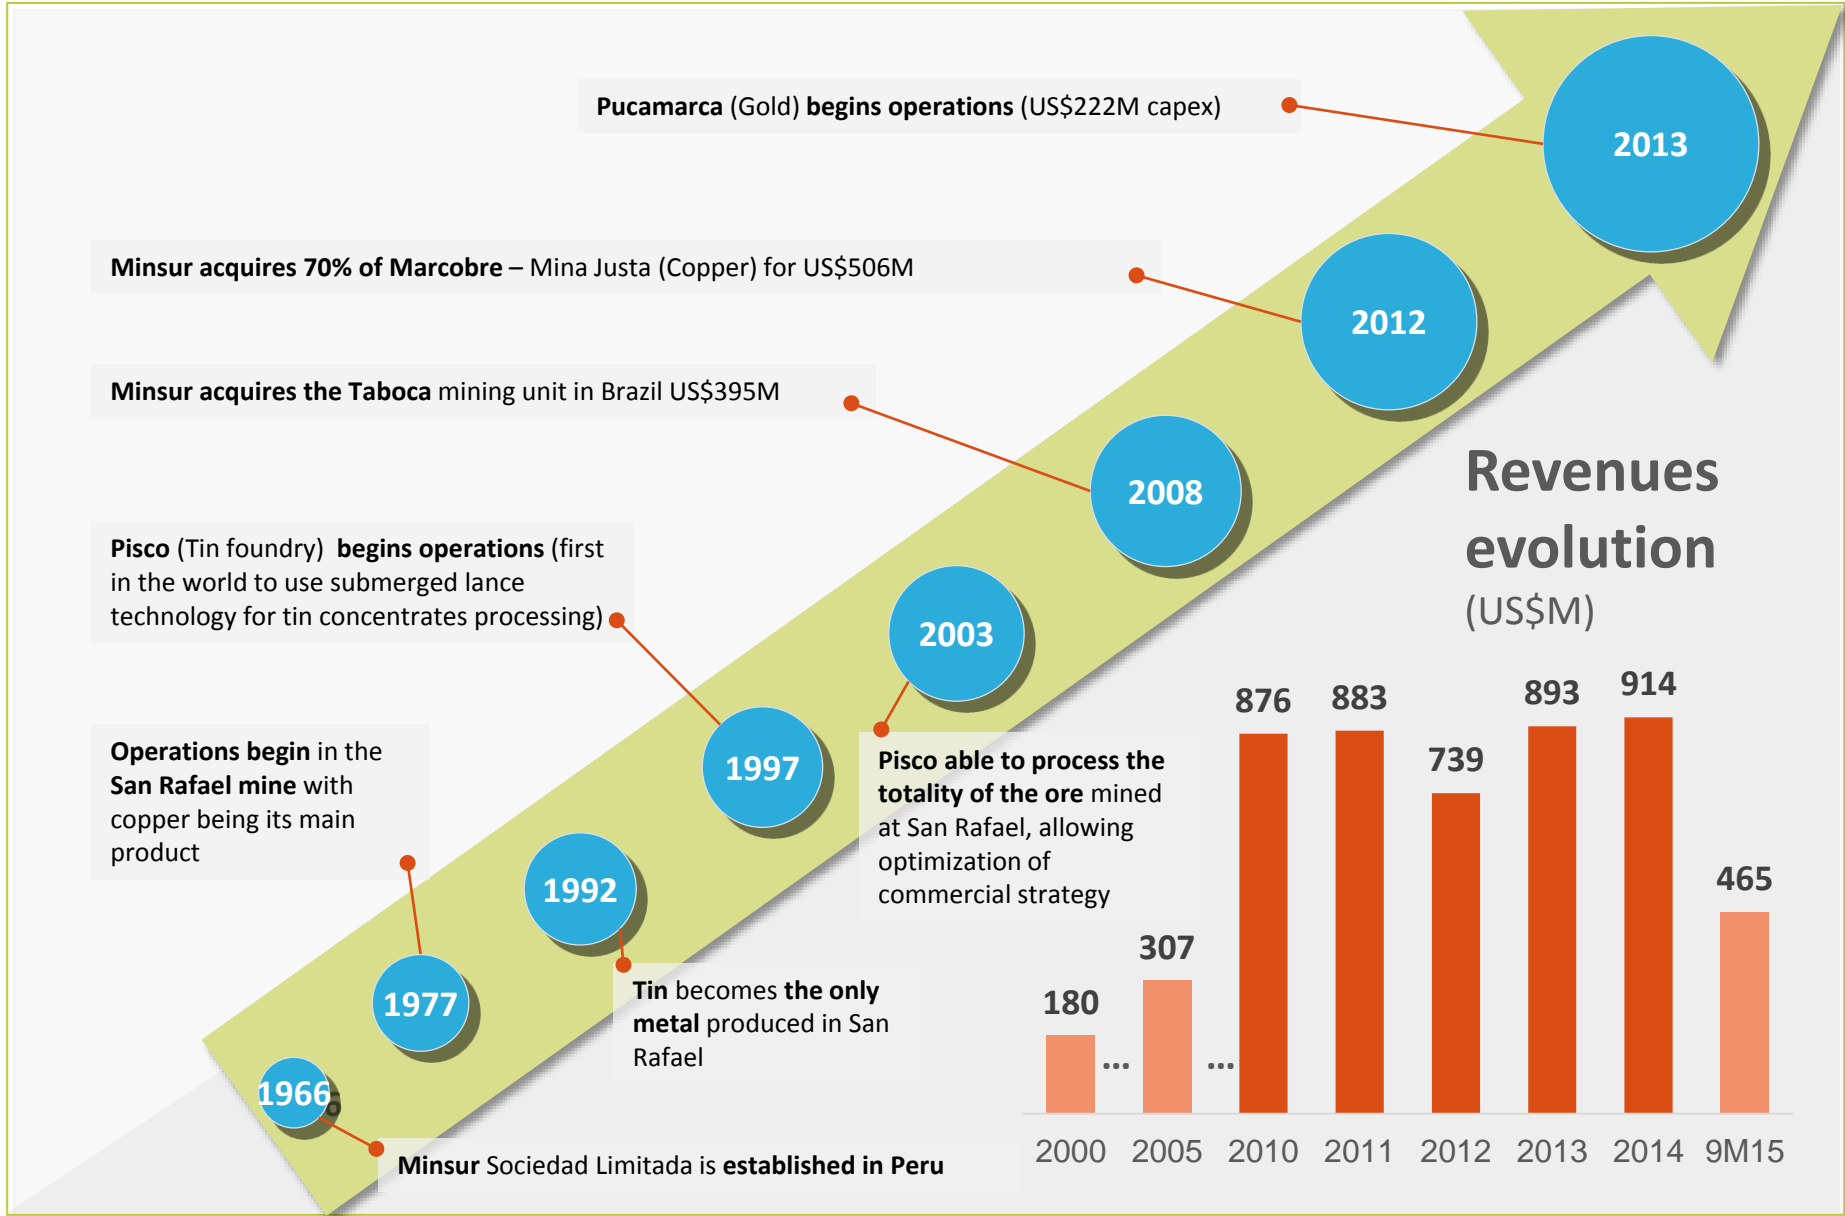 Pucamarca (Gold) begins operations (US$222M capex)
2013
Minsur acquires 70% of Marcobre – Mina Justa (Copper) for US$506M
2012
Minsur acquires the Taboca mining unit in Brazil US$395M
2008
Pisco (Tin foundry) begins operations (first
in the world to use submerged lance
technology for tin concentrates processing)
1997
2003
Pisco able to process the
totality of the ore mined
at San Rafael, allowing
optimization of
commercial strategy
Operations begin in the
San Rafael mine with
copper being its main
product
1977
1992
Tin becomes the only
metal produced in San
Rafael
1966
Minsur Sociedad Limitada is established in Peru
Revenues
evolution
(US$M)
180
307
876
883
739
893
914
465
... ...
2000 2005 2010 2011 2012 2013 2014 9M15